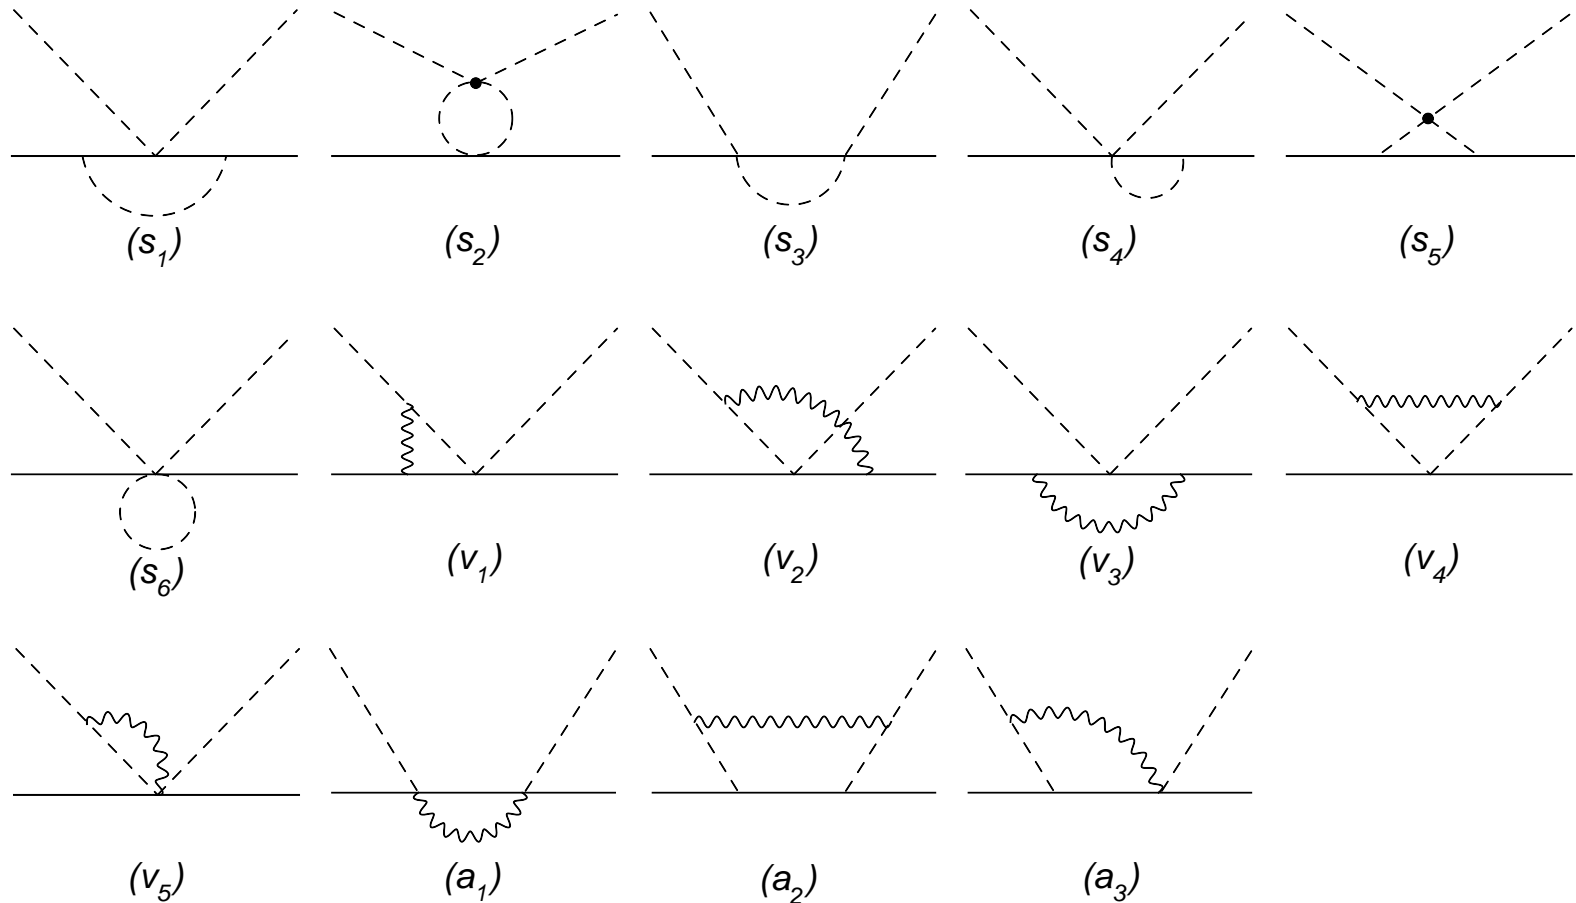 (s1) (s2) (s3) (s4) (s5)
(s6) (v1) (v2) (v3) (v4)
(v5) (a1) (a2) (a3)